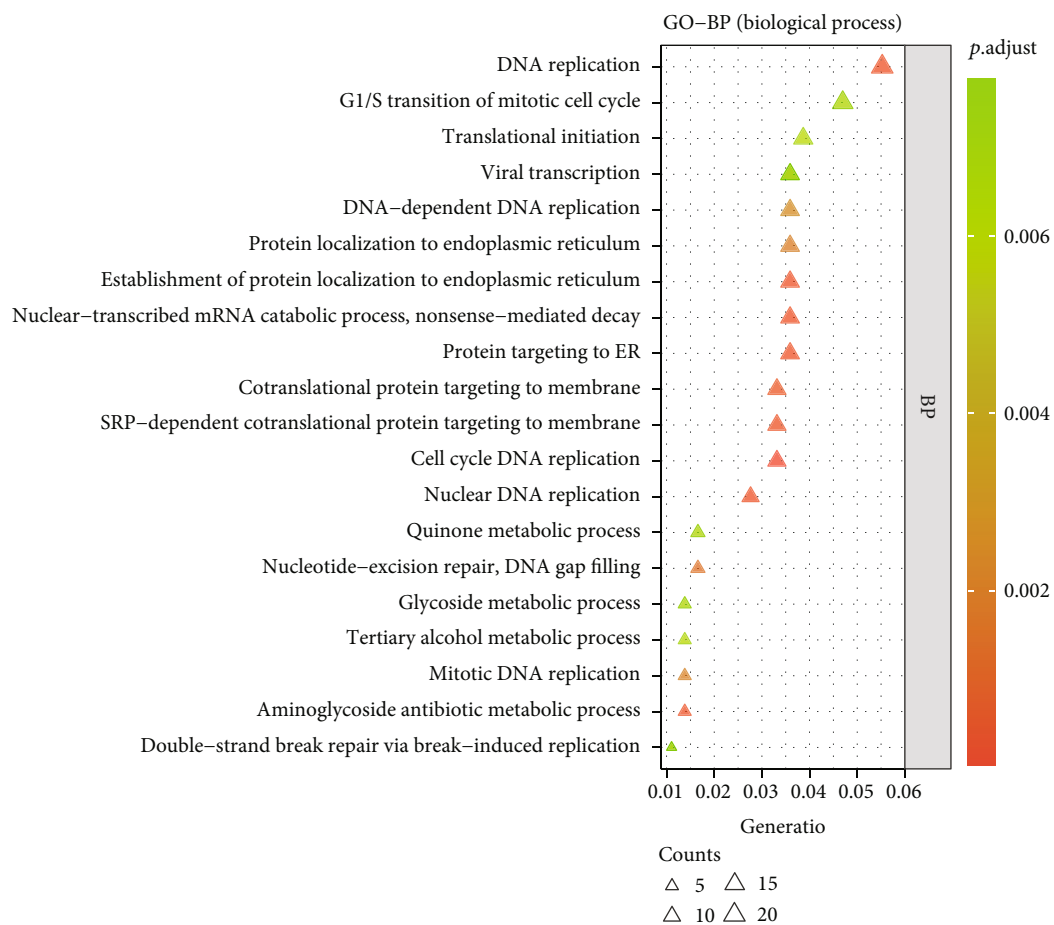 GO−BP (biological process)
p.adjust
DNA replication
G1/S transition of mitotic cell cycle
Translational initiation
Viral transcription
DNA−dependent DNA replication
Protein localization to endoplasmic reticulum
Establishment of protein localization to endoplasmic reticulum
Nuclear−transcribed mRNA catabolic process, nonsense−mediated decay
Protein targeting to ER
Cotranslational protein targeting to membrane
SRP−dependent cotranslational protein targeting to membrane
Cell cycle DNA replication
Nuclear DNA replication
Quinone metabolic process
Nucleotide−excision repair, DNA gap filling
Glycoside metabolic process
Tertiary alcohol metabolic process
Mitotic DNA replication
Aminoglycoside antibiotic metabolic process
Double−strand break repair via break−induced replication
BP
0.006
0.004
0.002
0.01 0.02 0.03 0.04 0.05 0.06
Generatio
Counts
5 15
10 20